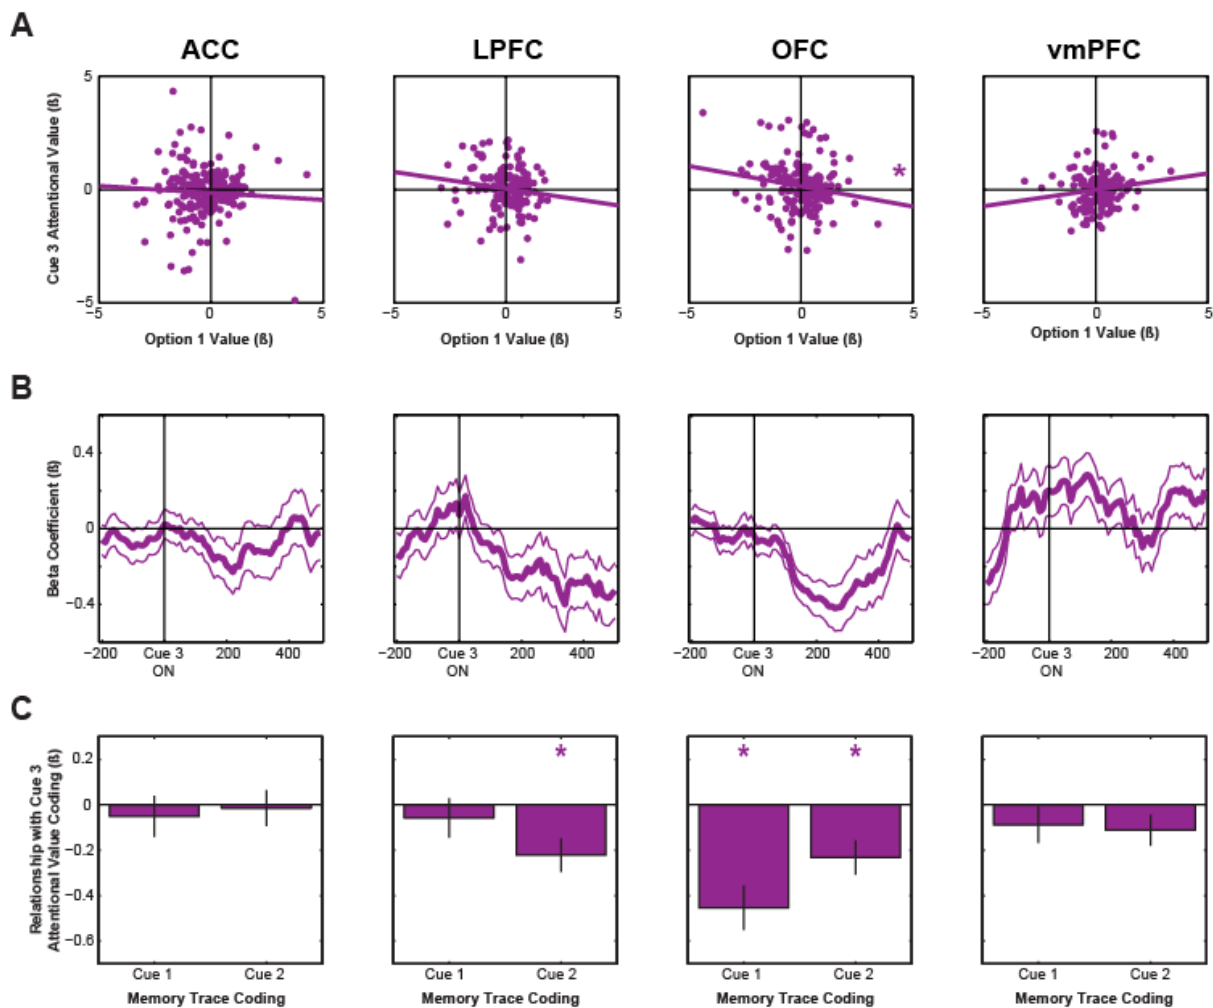 A
ACC LPFC OFC vmPFC
Cue 3 Attentional Value (ß)
5
0
−5
−5 0 5 −5 0 5 −5 0 5 −5 0 5
*
Option 1 Value (ß) Option 1 Value (ß) Option 1 Value (ß) Option 1 Value (ß)
B
Beta Coefficient (ß)
0.4
0
−0.4
−200 Cue 3 200 400 −200 Cue 3 200 400 −200 Cue 3 200 400 −200 Cue 3 200 400
ON ON ON ON
C
Relationship with Cue 3
Attentional Value Coding (ß)
0.2
0
−0.2
−0.4
−0.6
* * *
Cue 1 Cue 2 Cue 1 Cue 2 Cue 1 Cue 2 Cue 1 Cue 2
Memory Trace Coding Memory Trace Coding Memory Trace Coding Memory Trace Coding